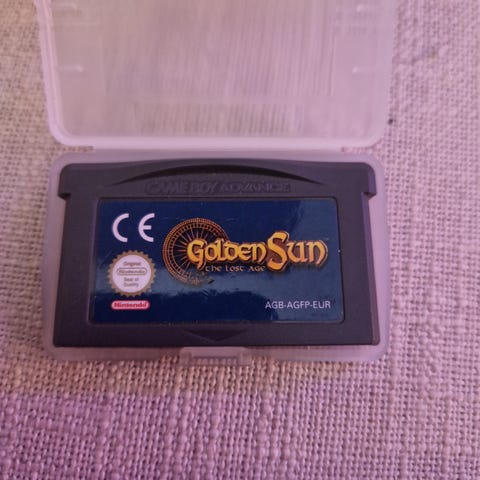 GAME BOY ADVANCE
CE
GOLDEN SUN
THE LOST AGE
Original
Nintendo
Seal of
Quality
Nintendo
AGB-AGFP-EUR